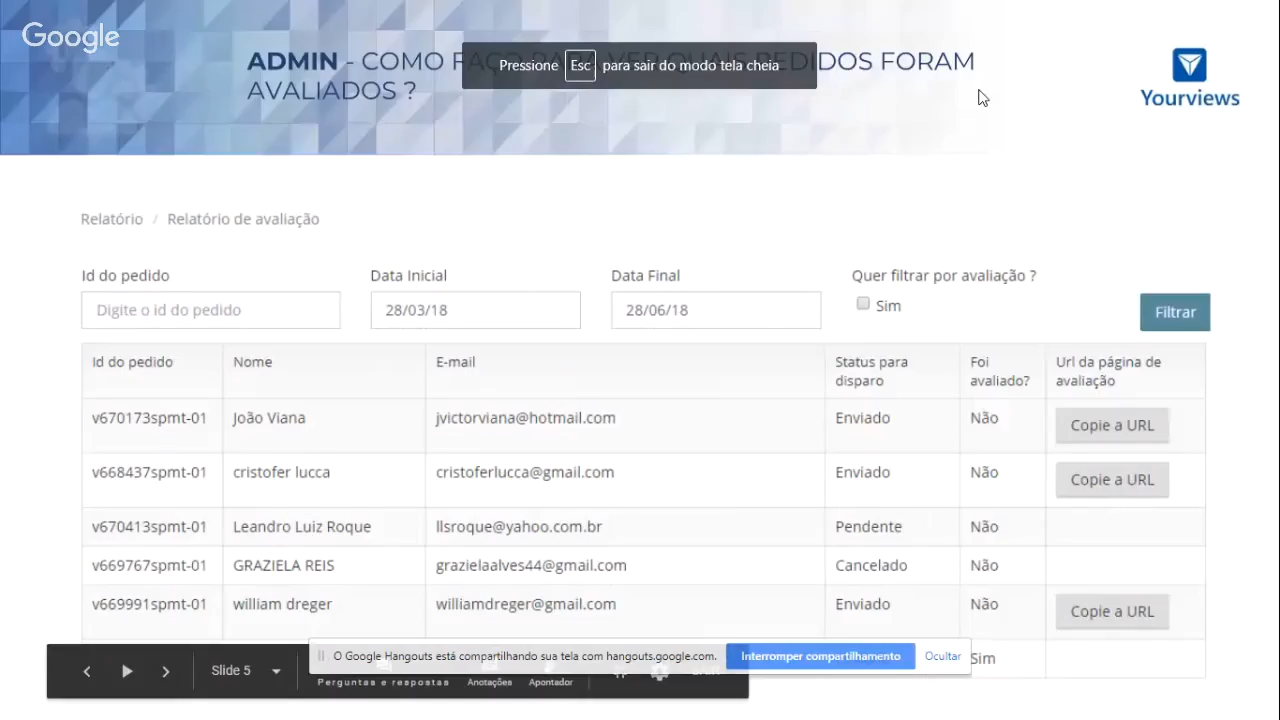 Google
ADMIN - COMO FAÇO PARA VER QUAIS PEDIDOS FORAM
AVALIADOS ?
Pressione Esc para sair do modo tela cheia
Yourviews
Relatório / Relatório de avaliação
Id do pedido Data Inicial Data Final Quer filtrar por avaliação ?
Digite o id do pedido 28/03/18 28/06/18 Sim Filtrar
Id do pedido Nome E-mail Status para disparo Foi avaliado? Url da página de avaliação
v670173spmt-01 João Viana jvictorviana@hotmail.com Enviado Não Copie a URL
v668437spmt-01 cristofer lucca cristoferlucca@gmail.com Enviado Não Copie a URL
v670413spmt-01 Leandro Luiz Roque llsroque@yahoo.com.br Pendente Não
v669767spmt-01 GRAZIELA REIS grazielaalves44@gmail.com Cancelado Não
v669991spmt-01 william dreger williamdreger@gmail.com Enviado Não Copie a URL
Sim
O Google Hangouts está compartilhando sua tela com hangouts.google.com. Interromper compartilhamento Ocultar
Slide 5
Perguntas e respostas Anotações Apontador